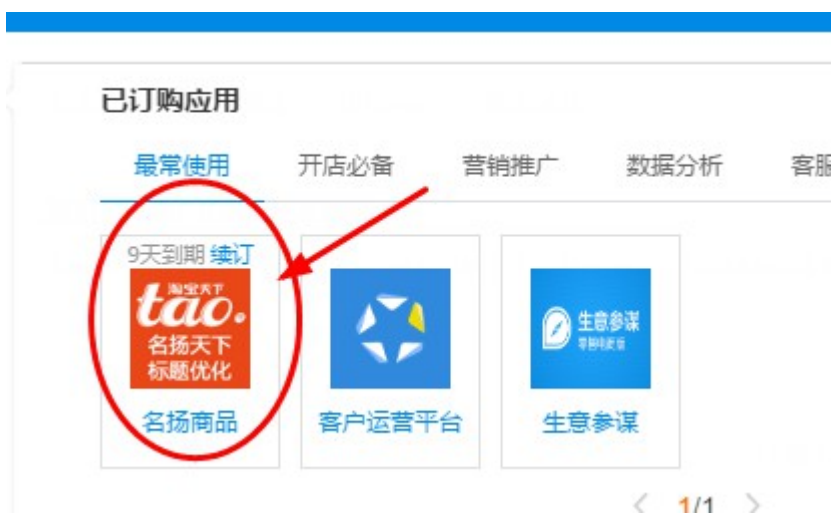 已订购应用
最常使用 开店必备 营销推广 数据分析 客服
9天到期 续订
淘宝天下
tao.
名扬天下
标题优化
生意参谋
名扬商品 客户运营平台 生意参谋
< 1/1 >